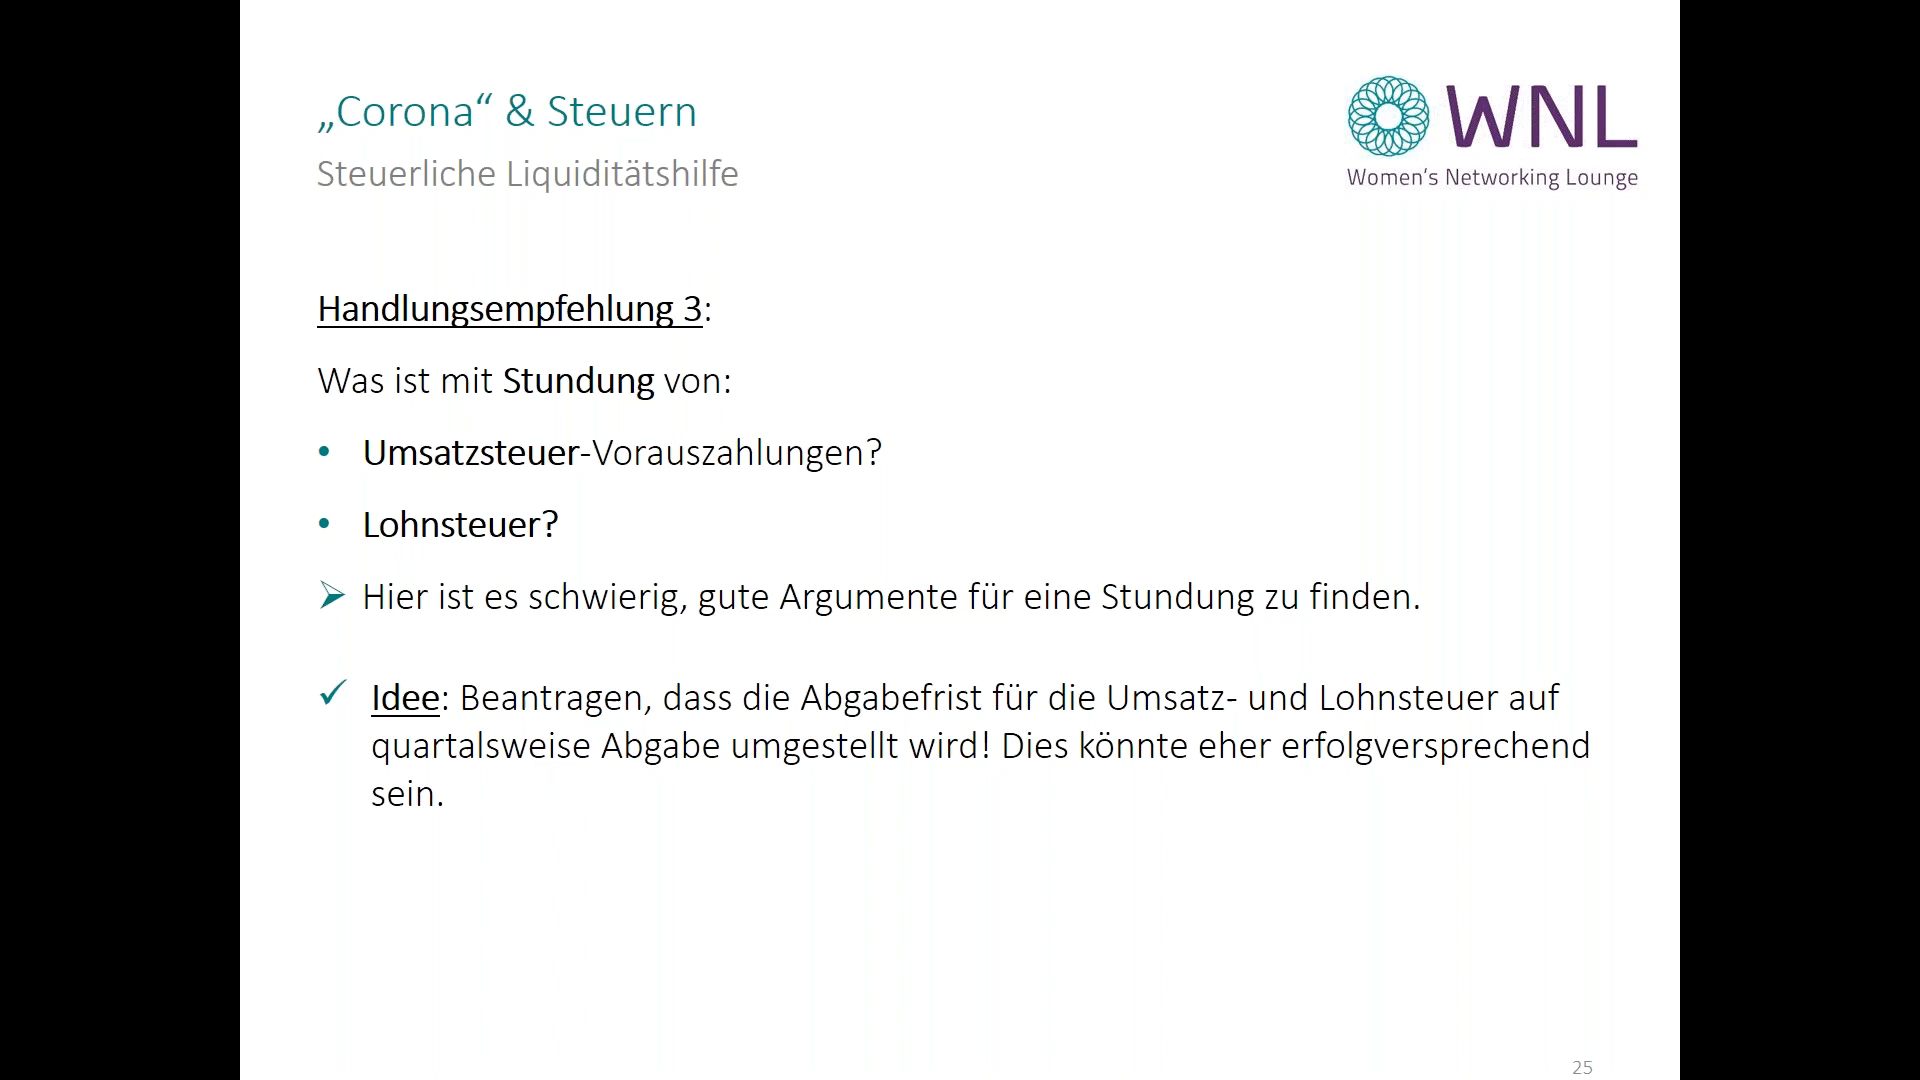 „Corona“ & Steuern
Steuerliche Liquiditätshilfe
WNL
Women's Networking Lounge
Handlungsempfehlung 3:
Was ist mit Stundung von:
• Umsatzsteuer-Vorauszahlungen?
• Lohnsteuer?
➢ Hier ist es schwierig, gute Argumente für eine Stundung zu finden.
✓ Idee: Beantragen, dass die Abgabefrist für die Umsatz- und Lohnsteuer auf
quartalsweise Abgabe umgestellt wird! Dies könnte eher erfolgversprechend
sein.
25